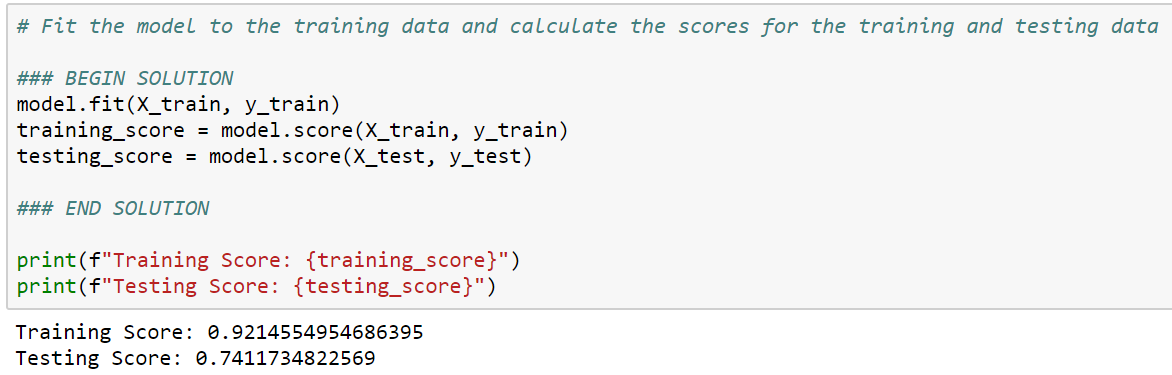 # Fit the model to the training data and calculate the scores for the training and testing data
### BEGIN SOLUTION
model.fit(X_train, y_train)
training_score = model.score(X_train, y_train)
testing_score = model.score(X_test, y_test)
### END SOLUTION
print(f"Training Score: {training_score}")
print(f"Testing Score: {testing_score}")
Training Score: 0.9214554954686395
Testing Score: 0.7411734822569